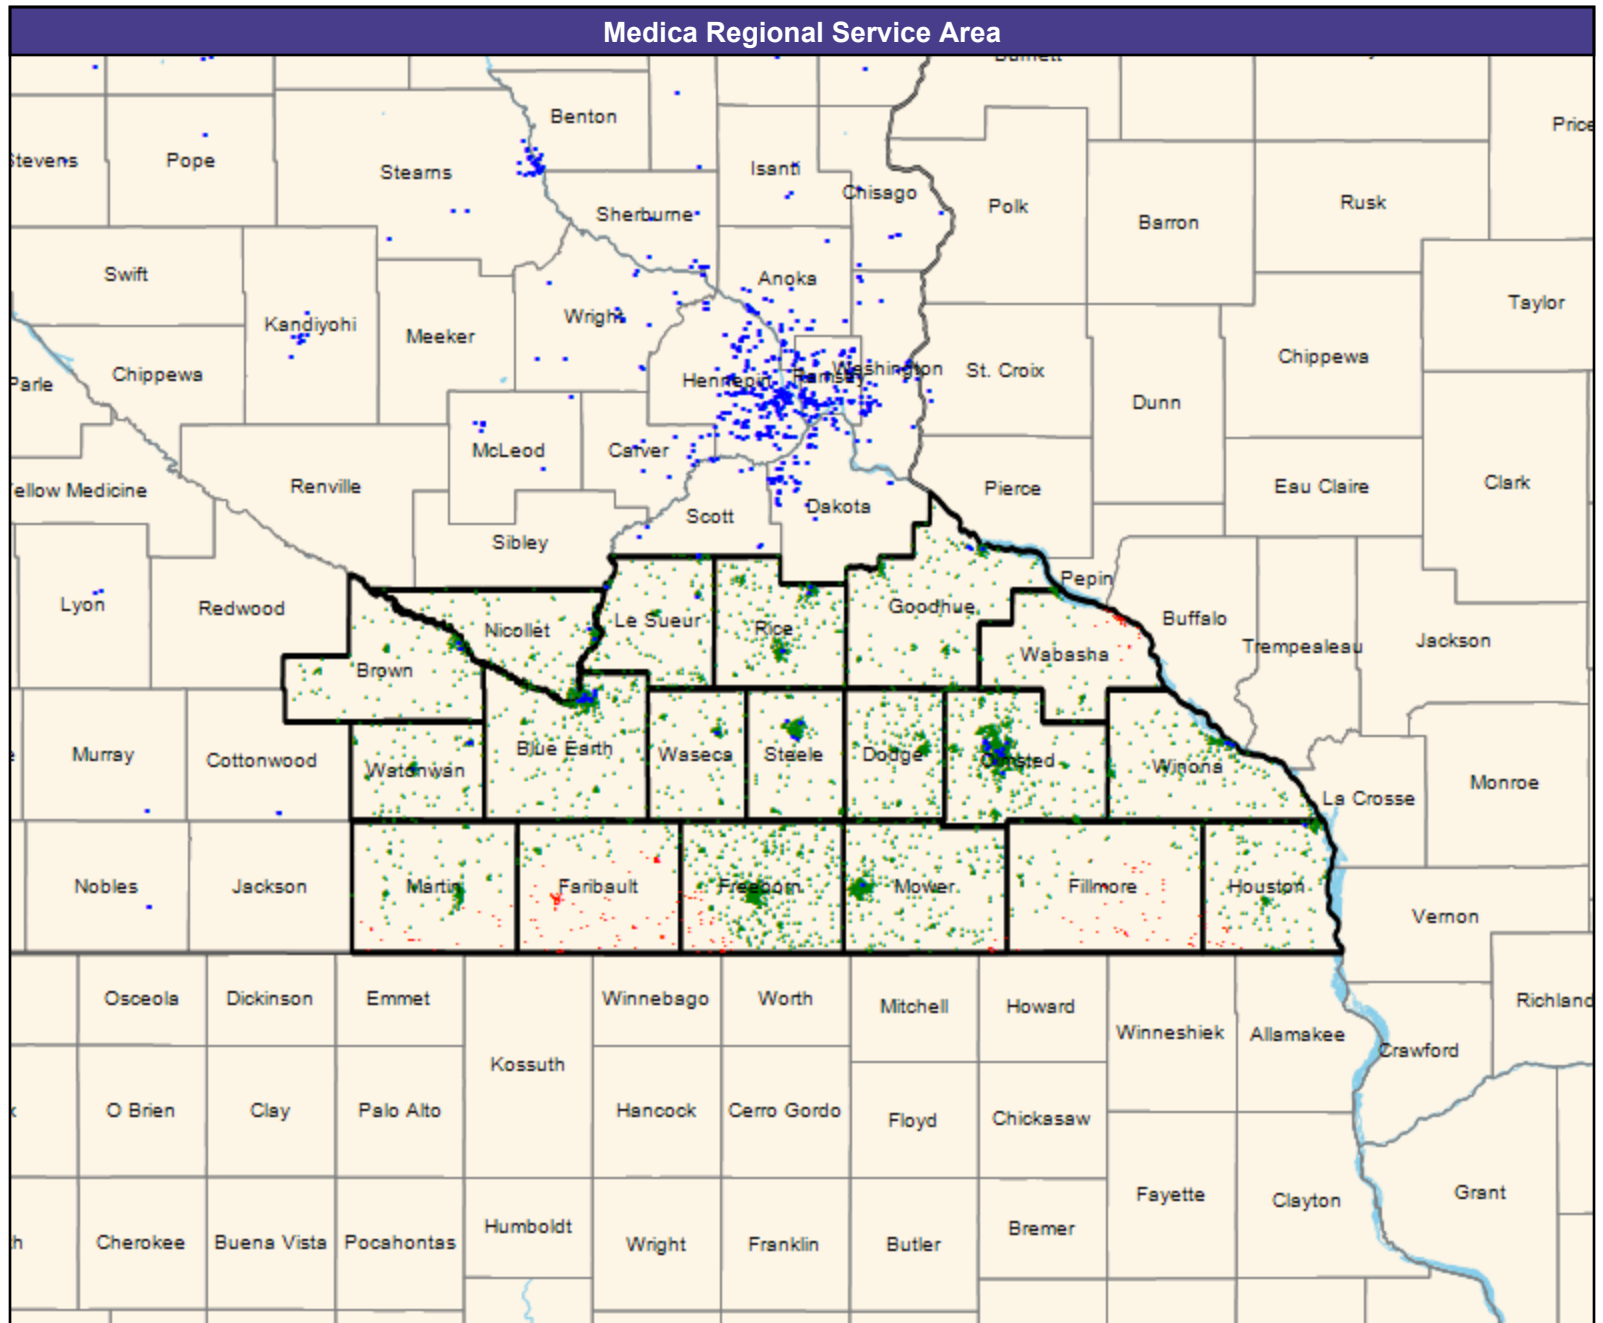 Medica Regional Service Area
Benton
Price
Stevens
Pope
Stearns
Isanti
Chisago
Polk
Rusk
Barron
Sherburne
Swift
Anoka
Taylor
Kandiyohi
Wright
Meeker
Chippewa
Chippewa
Parle
Hennepin
Ramsey
Washington
St. Croix
Dunn
McLeod
Carver
Renville
ellow Medicine
Pierce
Eau Claire
Clark
Scott
Dakota
Sibley
Pepin
Lyon
Redwood
Nicollet
Le Sueur
Rice
Goodhue
Buffalo
Trempealeau
Jackson
Brown
Wabasha
Murray
Cottonwood
Watonwan
Blue Earth
Waseca
Steele
Dodge
Olmsted
Winona
La Crosse
Monroe
Nobles
Jackson
Martin
Faribault
Freeborn
Mower
Fillmore
Houston
Vernon
Osceola
Dickinson
Emmet
Winnebago
Worth
Mitchell
Howard
Richland
Winneshiek
Allamakee
Crawford
Kossuth
O Brien
Clay
Palo Alto
Hancock
Cerro Gordo
Floyd
Chickasaw
Fayette
Clayton
Grant
Cherokee
Buena Vista
Pocahontas
Humboldt
Wright
Franklin
Butler
Bremer